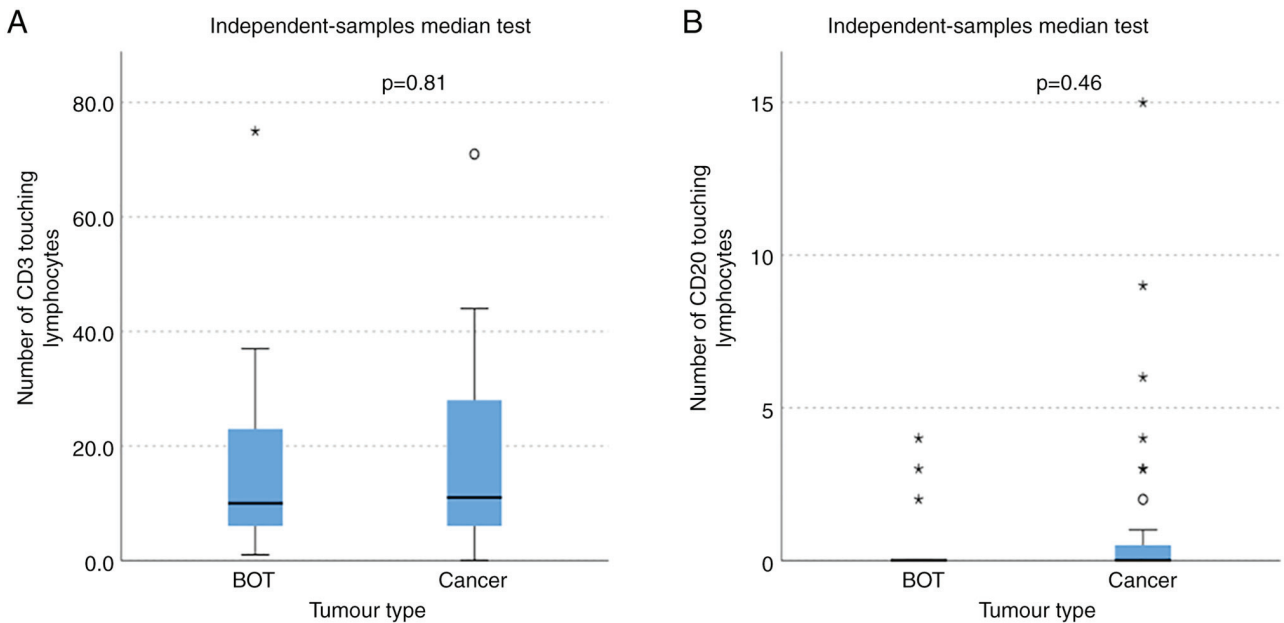 A
Independent-samples median test
p=0.81
80.0
60.0
40.0
20.0
0.0
Number of CD3 touching
lymphocytes
BOT
Cancer
Tumour type
B
Independent-samples median test
p=0.46
15
10
5
0
Number of CD20 touching
lymphocytes
BOT
Cancer
Tumour type